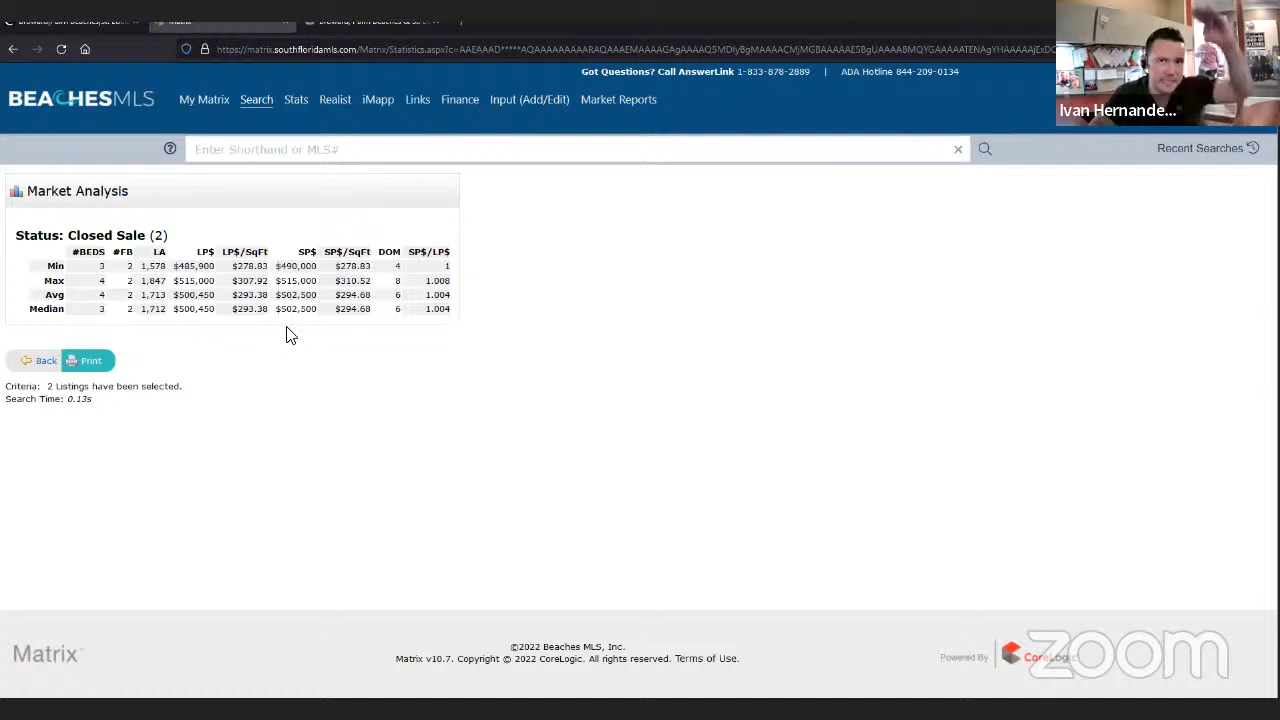 Matrix
https://matrix.southfloridamls.com/Matrix/Statistics.aspx?c=
Got Questions? Call AnswerLink 1-833-878-2889 | ADA Hotline 844-209-0134
BEACHESMLS
My Matrix Search Stats Realist iMapp Links Finance Input (Add/Edit) Market Reports
Ivan Hernande...
Enter Shorthand or MLS#
Recent Searches
Market Analysis
Status: Closed Sale (2)
#BEDS #FB LA LP$ LP$/SqFt SP$ SP$/SqFt DOM SP$/LP$
Min 3 2 1,578 $485,900 $278.83 $490,000 $278.83 4 1
Max 4 2 1,847 $515,000 $307.92 $515,000 $310.52 8 1.008
Avg 4 2 1,713 $500,450 $293.38 $502,500 $294.68 6 1.004
Median 3 2 1,712 $500,450 $293.38 $502,500 $294.68 6 1.004
Back Print
Criteria: 2 Listings have been selected.
Search Time: 0.13s
Matrix
©2022 Beaches MLS, Inc.
Matrix v10.7. Copyright © 2022 CoreLogic. All rights reserved. Terms of Use.
Powered By
CoreLogic
zoom